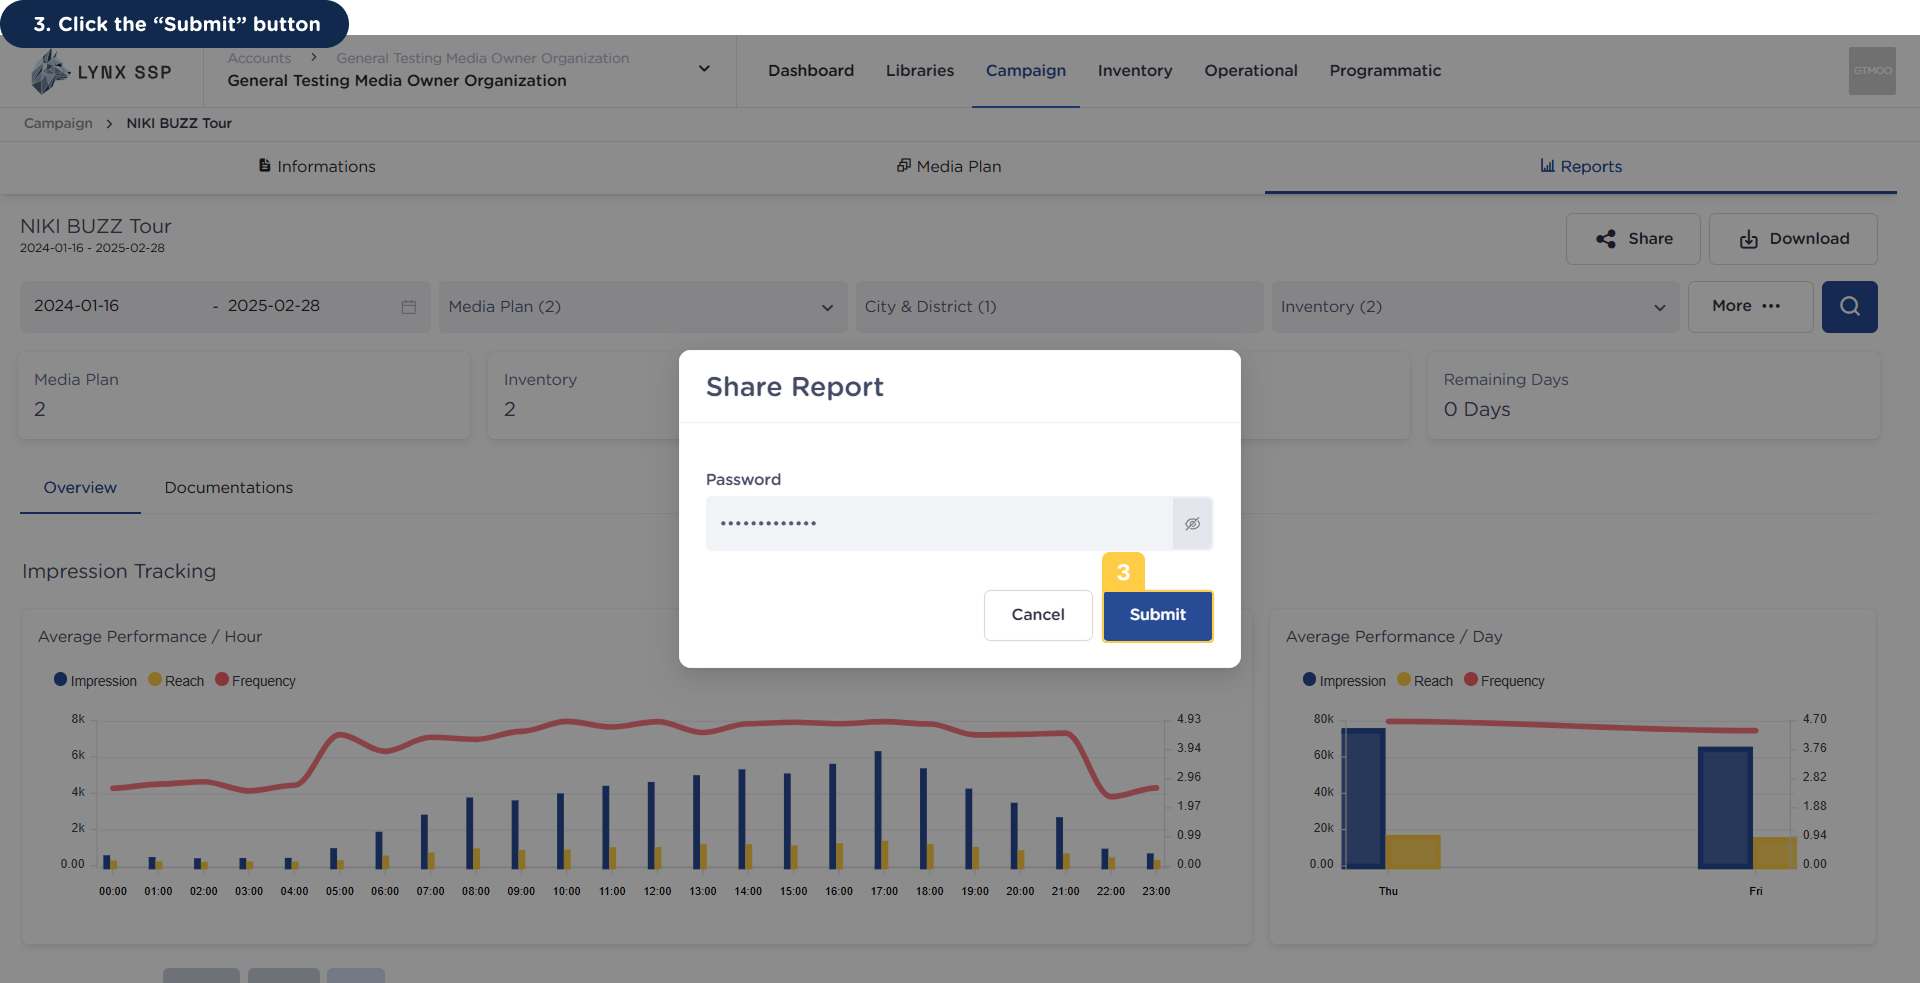 3. Click the “Submit” button
LYNX SSP
Accounts > General Testing Media Owner Organization
General Testing Media Owner Organization
Dashboard
Libraries
Campaign
Inventory
Operational
Programmatic
GTMOO
Campaign > NIKI BUZZ Tour
Informations
Media Plan
Reports
NIKI BUZZ Tour
2024-01-16 - 2025-02-28
Share
Download
2024-01-16 - 2025-02-28
Media Plan (2)
City & District (1)
Inventory (2)
More •••
Media Plan
2
Inventory
2
Remaining Days
0 Days
Share Report
Password
•••••••••••••
3
Cancel
Submit
Overview
Documentations
Impression Tracking
Average Performance / Hour
Impression Reach Frequency
8k
6k
4k
2k
0.00
4.93
3.94
2.96
1.97
0.99
0.00
00:00 01:00 02:00 03:00 04:00 05:00 06:00 07:00 08:00 09:00 10:00 11:00 12:00 13:00 14:00 15:00 16:00 17:00 18:00 19:00 20:00 21:00 22:00 23:00
Average Performance / Day
Impression Reach Frequency
80k
60k
40k
20k
0.00
4.70
3.76
2.82
1.88
0.94
0.00
Thu Fri